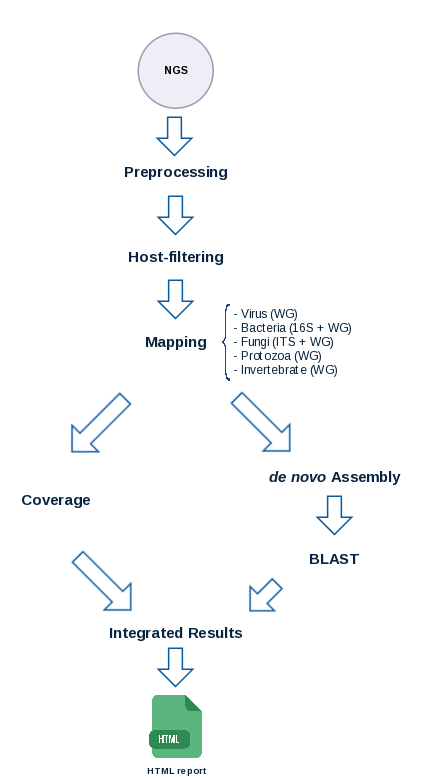 NGS
Preprocessing
Host-filtering
Mapping
- Virus (WG)
- Bacteria (16S + WG)
- Fungi (ITS + WG)
- Protozoa (WG)
- Invertebrate (WG)
de novo Assembly
Coverage
BLAST
Integrated Results
HTML
HTML report